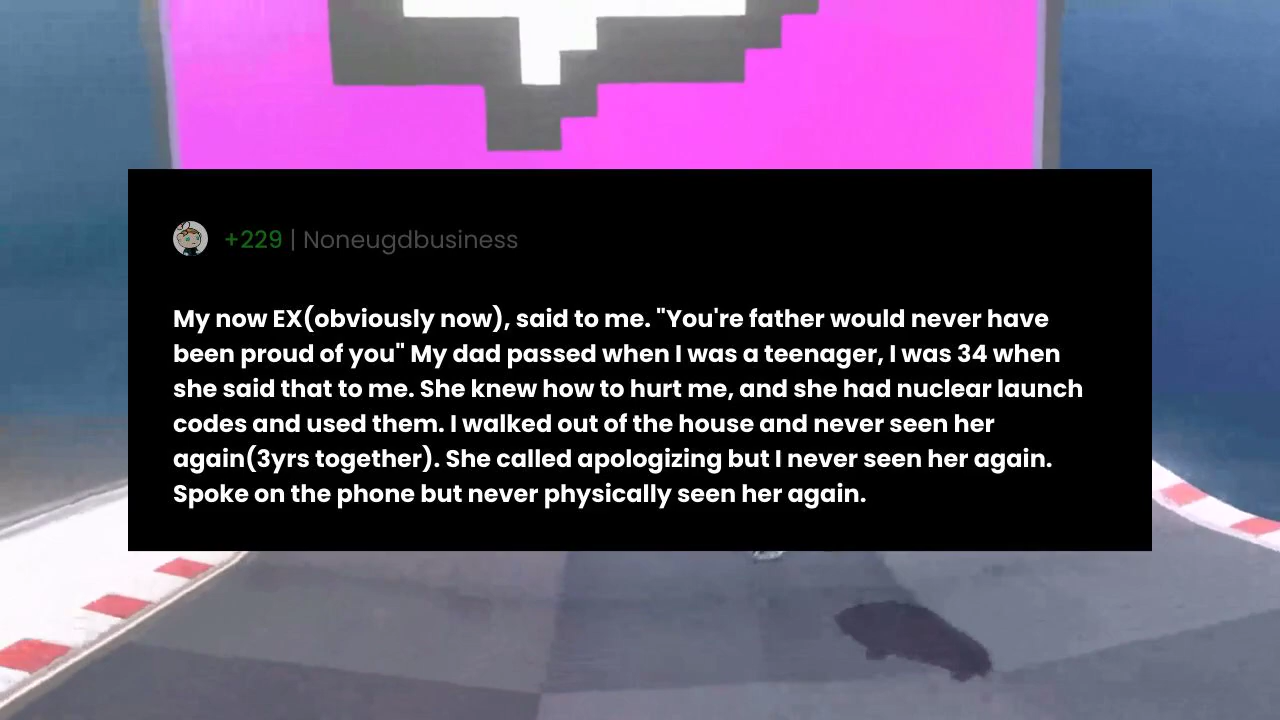 +229 | Noneugdbusiness
My now EX(obviously now), said to me. "You're father would never have
been proud of you" My dad passed when I was a teenager, I was 34 when
she said that to me. She knew how to hurt me, and she had nuclear launch
codes and used them. I walked out of the house and never seen her
again(3yrs together). She called apologizing but I never seen her again.
Spoke on the phone but never physically seen her again.